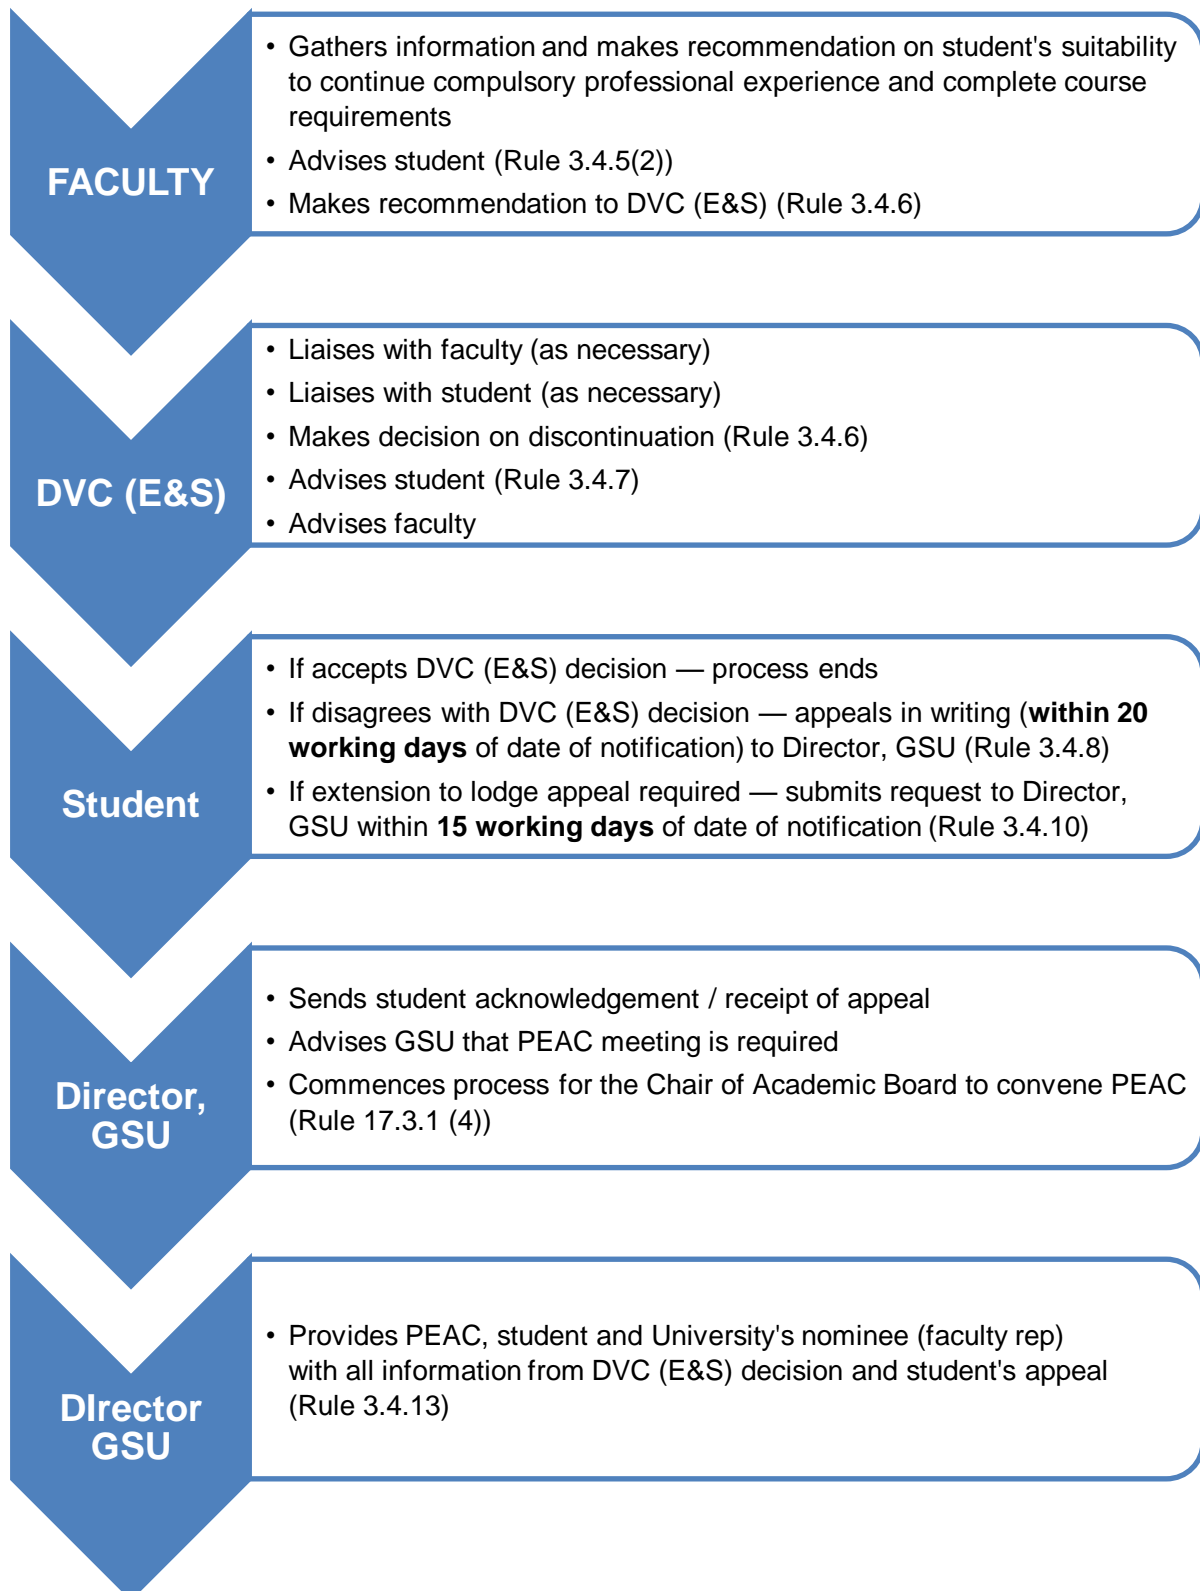 FACULTY
• Gathers information and makes recommendation on student's suitability
to continue compulsory professional experience and complete course
requirements
• Advises student (Rule 3.4.5(2))
• Makes recommendation to DVC (E&S) (Rule 3.4.6)
DVC (E&S)
• Liaises with faculty (as necessary)
• Liaises with student (as necessary)
• Makes decision on discontinuation (Rule 3.4.6)
• Advises student (Rule 3.4.7)
• Advises faculty
Student
• If accepts DVC (E&S) decision — process ends
• If disagrees with DVC (E&S) decision — appeals in writing (within 20
working days of date of notification) to Director, GSU (Rule 3.4.8)
• If extension to lodge appeal required — submits request to Director,
GSU within 15 working days of date of notification (Rule 3.4.10)
Director,
GSU
• Sends student acknowledgement / receipt of appeal
• Advises GSU that PEAC meeting is required
• Commences process for the Chair of Academic Board to convene PEAC
(Rule 17.3.1 (4))
DIrector
GSU
• Provides PEAC, student and University's nominee (faculty rep)
with all information from DVC (E&S) decision and student's appeal
(Rule 3.4.13)